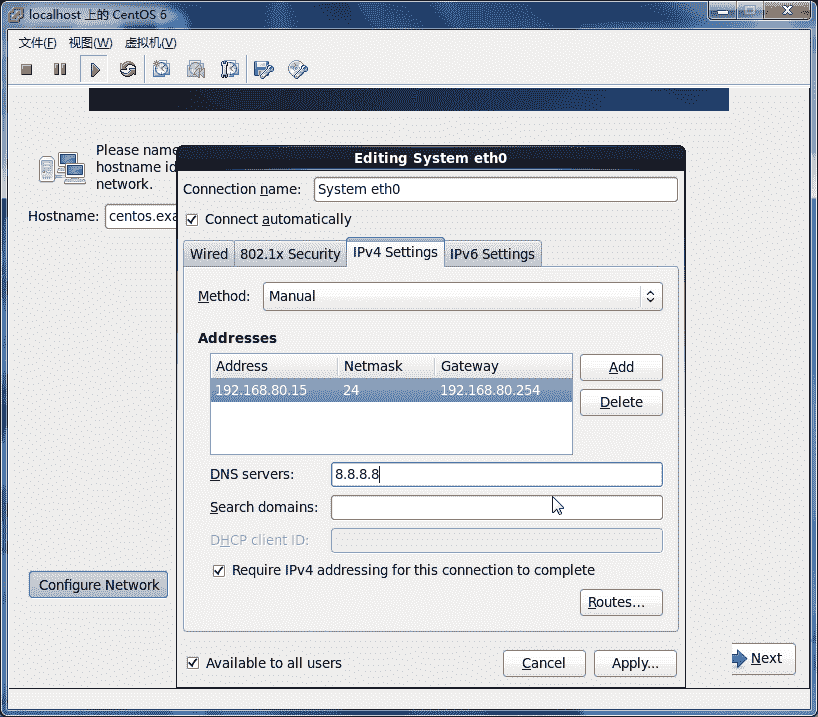 localhost 上的 CentOS 6
文件(F) 视图(W) 虚拟机(V)
Please name
hostname id
network.
Hostname: centos.exa
Editing System eth0
Connection name: System eth0
Connect automatically
Wired 802.1x Security IPv4 Settings IPv6 Settings
Method: Manual
Addresses
Address Netmask Gateway
192.168.80.15 24 192.168.80.254
Add
Delete
DNS servers: 8.8.8.8
Search domains:
DHCP client ID:
Require IPv4 addressing for this connection to complete
Configure Network
Routes...
Available to all users
Cancel
Apply...
Next